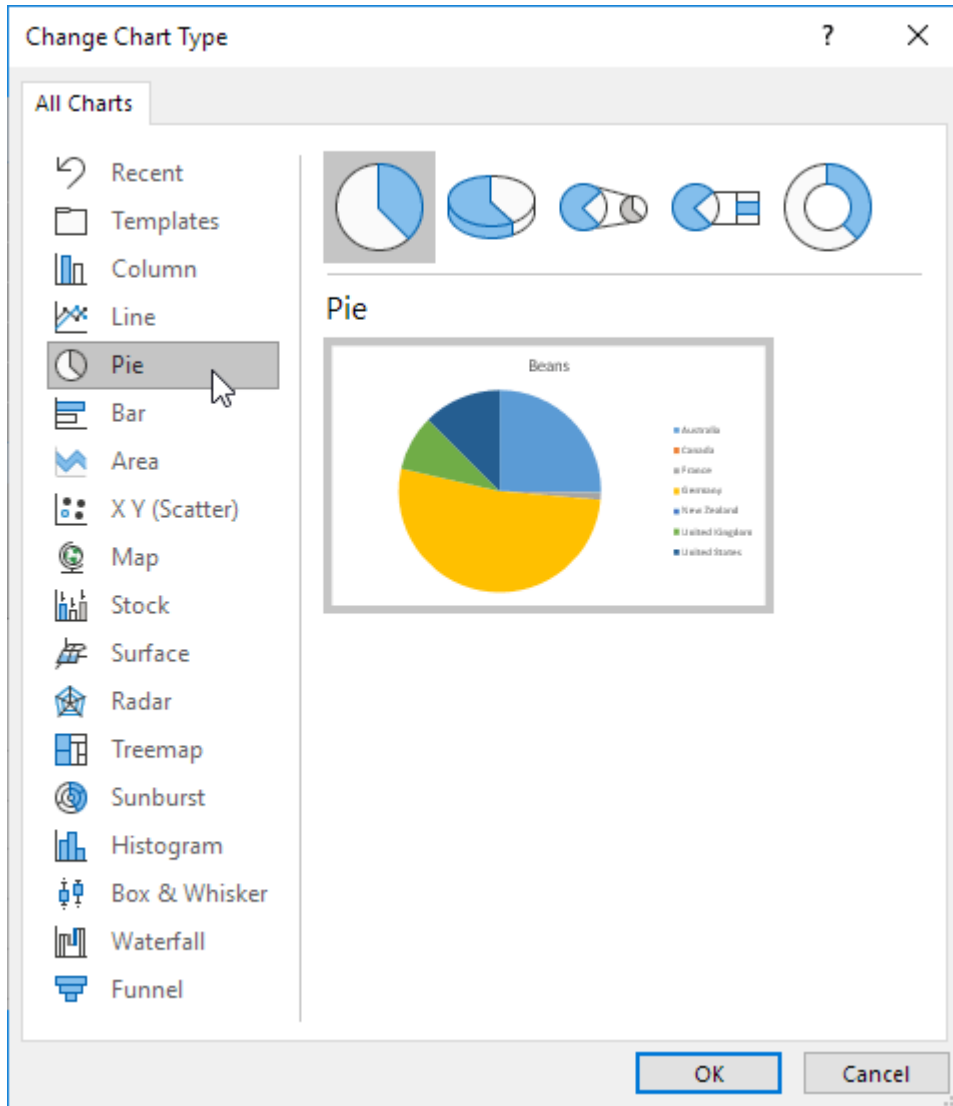 Change Chart Type
?
All Charts
Recent
Templates
Column
Line
Pie
Bar
Area
X Y (Scatter)
Map
Stock
Surface
Radar
Treemap
Sunburst
Histogram
Box & Whisker
Waterfall
Funnel
Pie
Beans
Australia
Canada
France
Germany
New Zealand
United Kingdom
United States
OK
Cancel